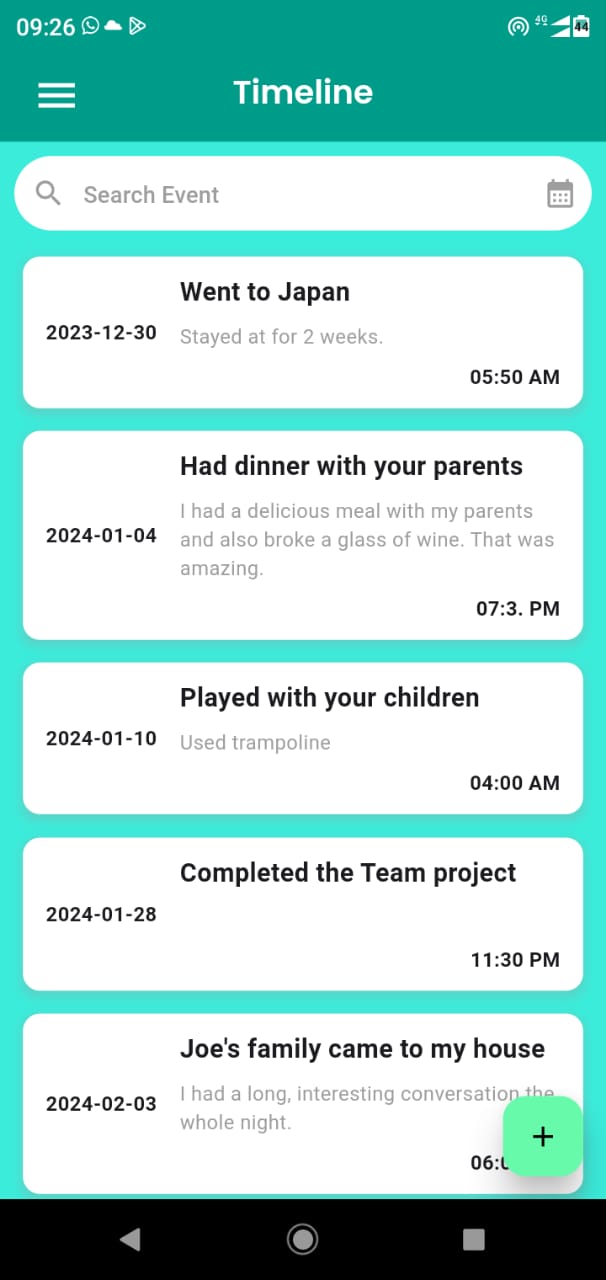 09:26
4G
44
Timeline
Search Event
Went to Japan
2023-12-30
Stayed at for 2 weeks.
05:50 AM
Had dinner with your parents
2024-01-04
I had a delicious meal with my parents
and also broke a glass of wine. That was
amazing.
07:3. PM
Played with your children
2024-01-10
Used trampoline
04:00 AM
Completed the Team project
2024-01-28
11:30 PM
Joe's family came to my house
2024-02-03
I had a long, interesting conversation the
whole night.
+